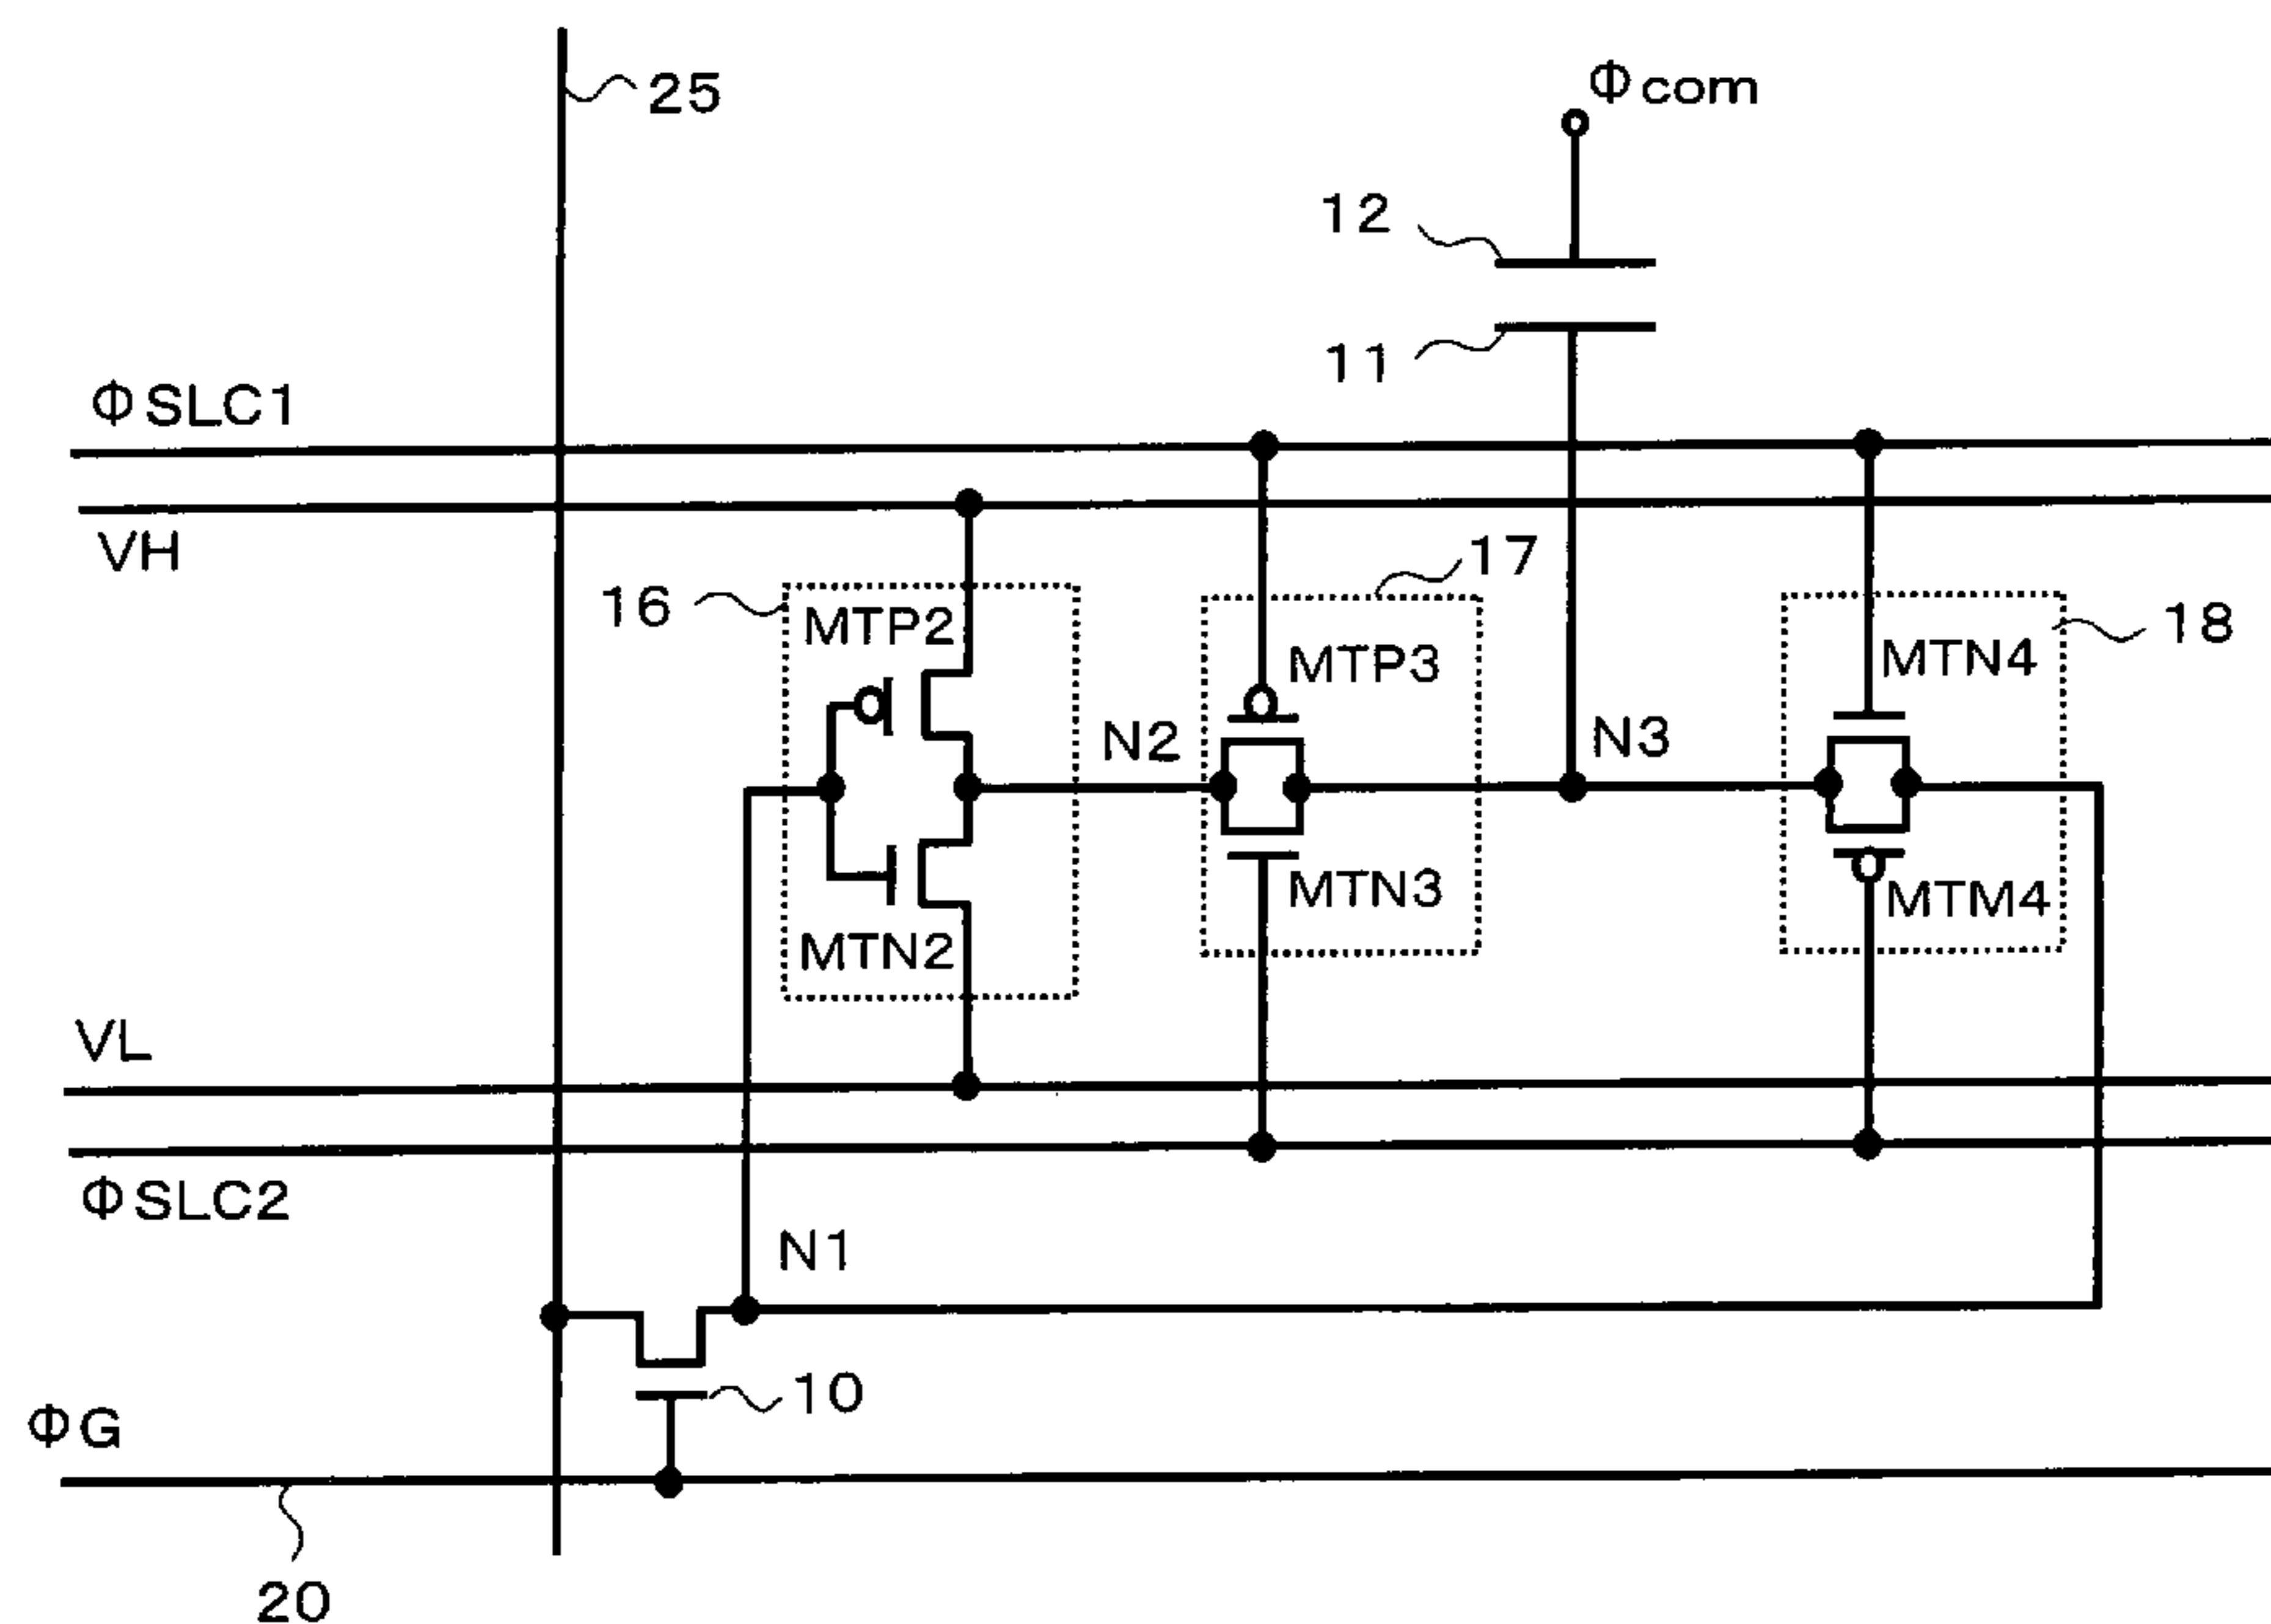 25
Φcom
12
11
ΦSLC1
VH
16
MTP2
17
MTP3
MTN4
18
N2
N3
MTN3
MTM4
MTN2
VL
ΦSLC2
N1
10
ΦG
20